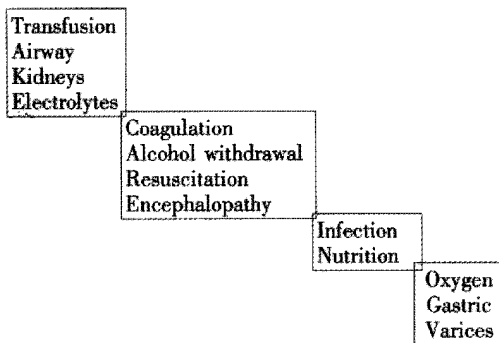 Transfusion
Airway
Kidneys
Electrolytes
Coagulation
Alcohol withdrawal
Resuscitation
Encephalopathy
Infection
Nutrition
Oxygen
Gastric
Varices